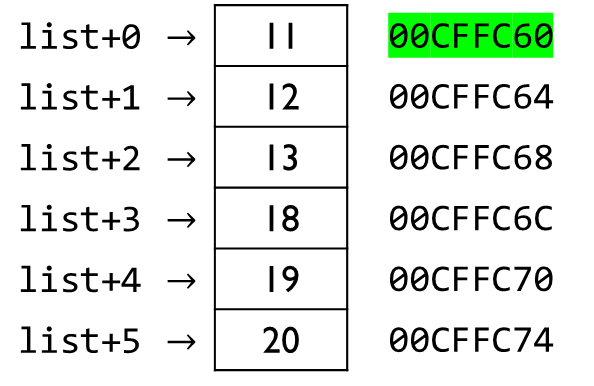 list+0 → 11 00CFFC60
list+1 → 12 00CFFC64
list+2 → 13 00CFFC68
list+3 → 18 00CFFC6C
list+4 → 19 00CFFC70
list+5 → 20 00CFFC74